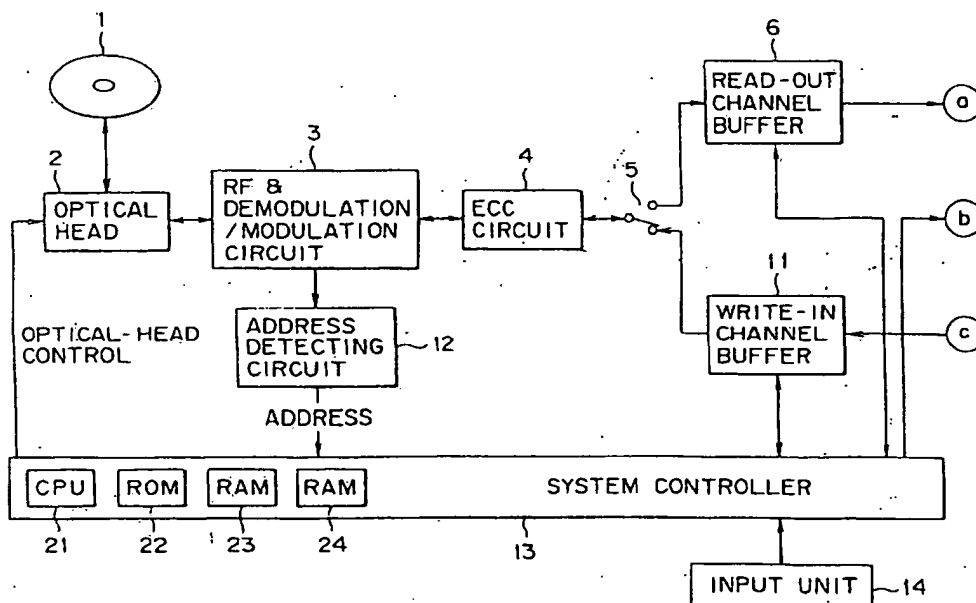 1
6
READ-OUT
CHANNEL
BUFFER
a
2
OPTICAL
HEAD
3
RF &
DEMODULATION
/MODULATION
CIRCUIT
4
ECC
CIRCUIT
5
b
11
WRITE-IN
CHANNEL
BUFFER
c
OPTICAL-HEAD
CONTROL
ADDRESS
DETECTING
CIRCUIT
12
ADDRESS
CPU
ROM
RAM
RAM
SYSTEM CONTROLLER
21
22
23
24
13
INPUT UNIT
14